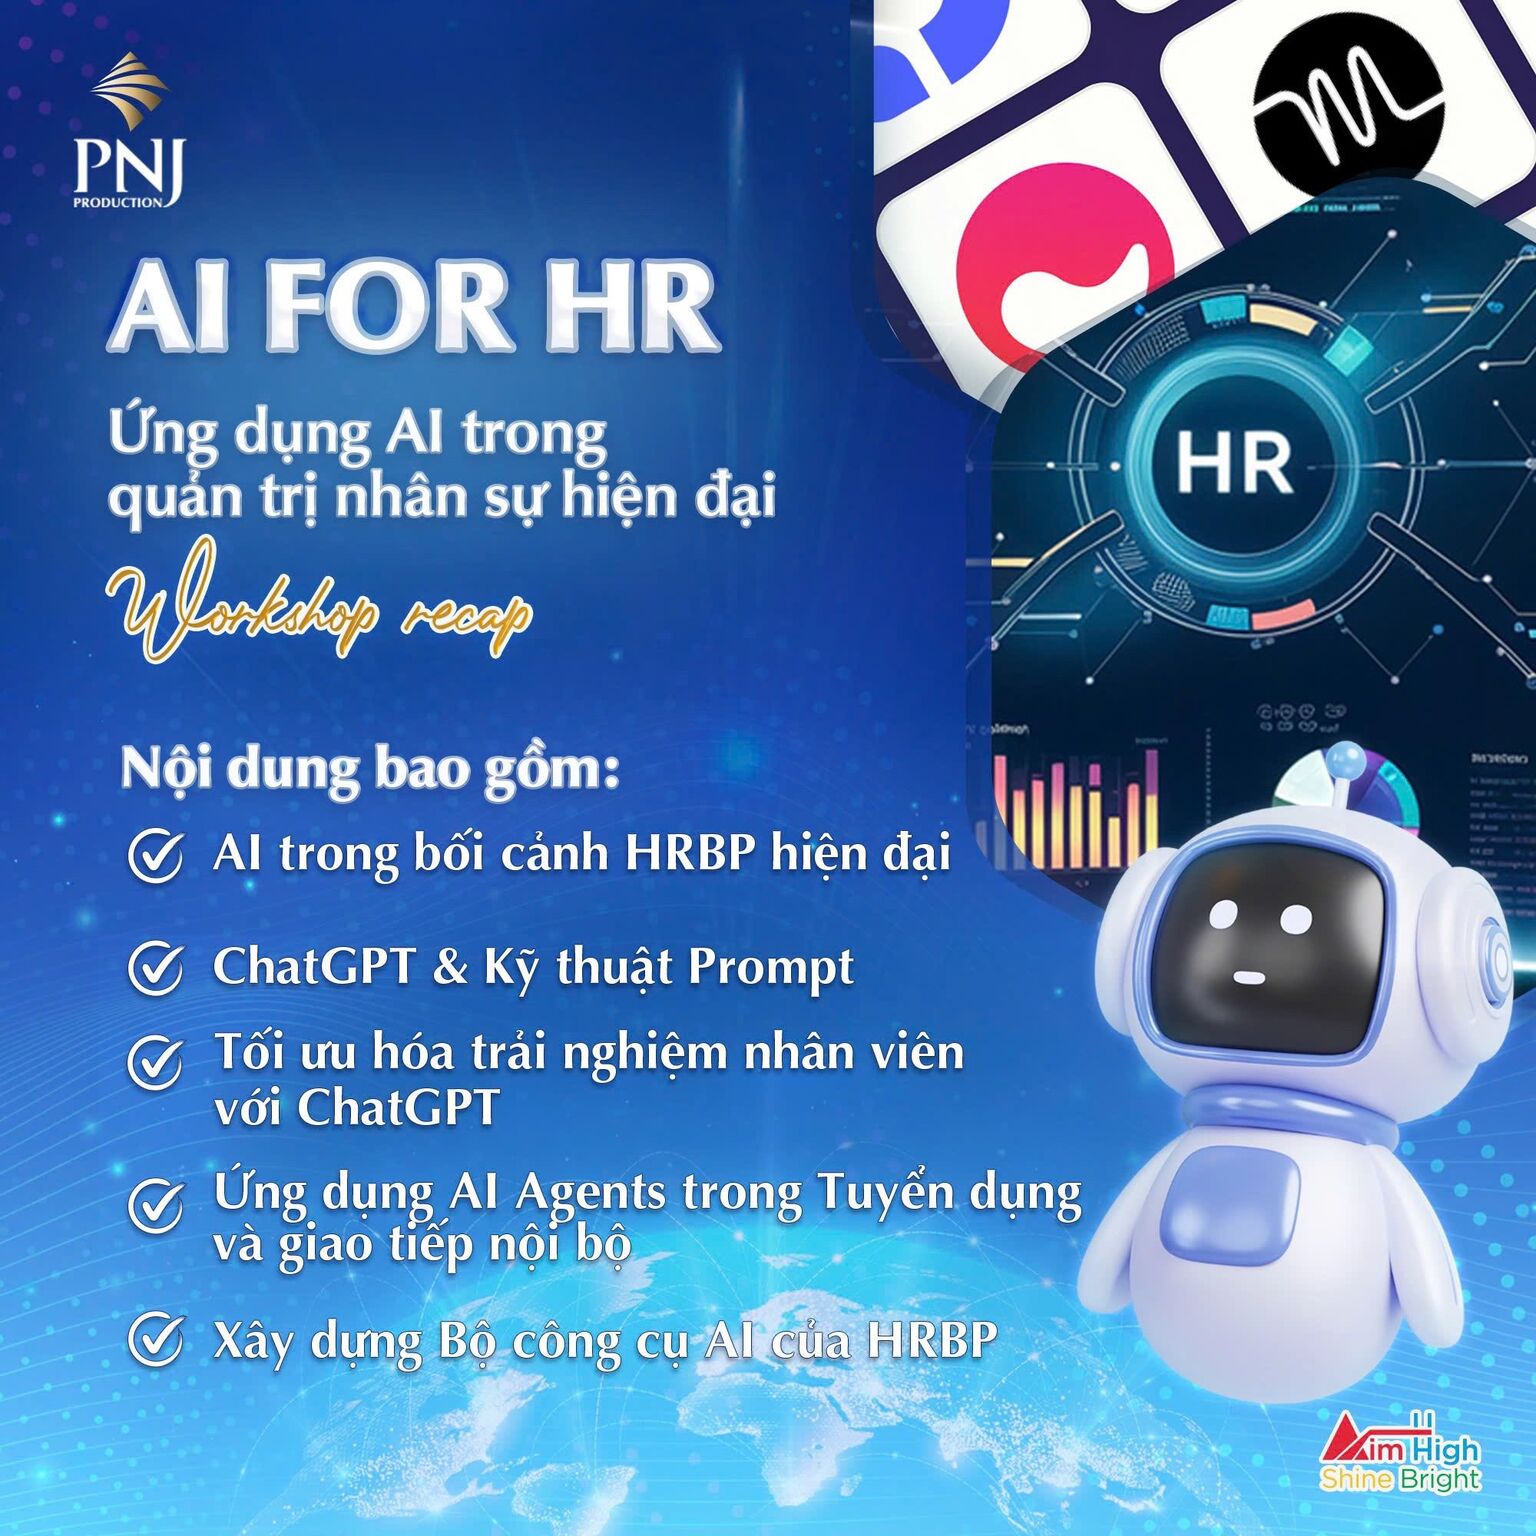 PNJ
PRODUCTION
AI FOR HR
Ứng dụng AI trong
quản trị nhân sự hiện đại
Workshop recap
HR
Nội dung bao gồm:
AI trong bối cảnh HRBP hiện đại
ChatGPT & Kỹ thuật Prompt
Tối ưu hóa trải nghiệm nhân viên
với ChatGPT
Ứng dụng AI Agents trong Tuyển dụng
và giao tiếp nội bộ
Xây dựng Bộ công cụ AI của HRBP
Aim High
Shine Bright